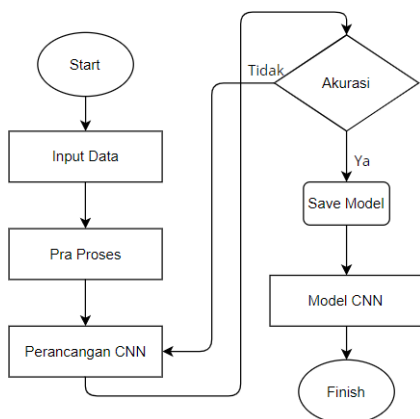 Start
Input Data
Pra Proses
Perancangan CNN
Akurasi
Tidak
Ya
Save Model
Model CNN
Finish